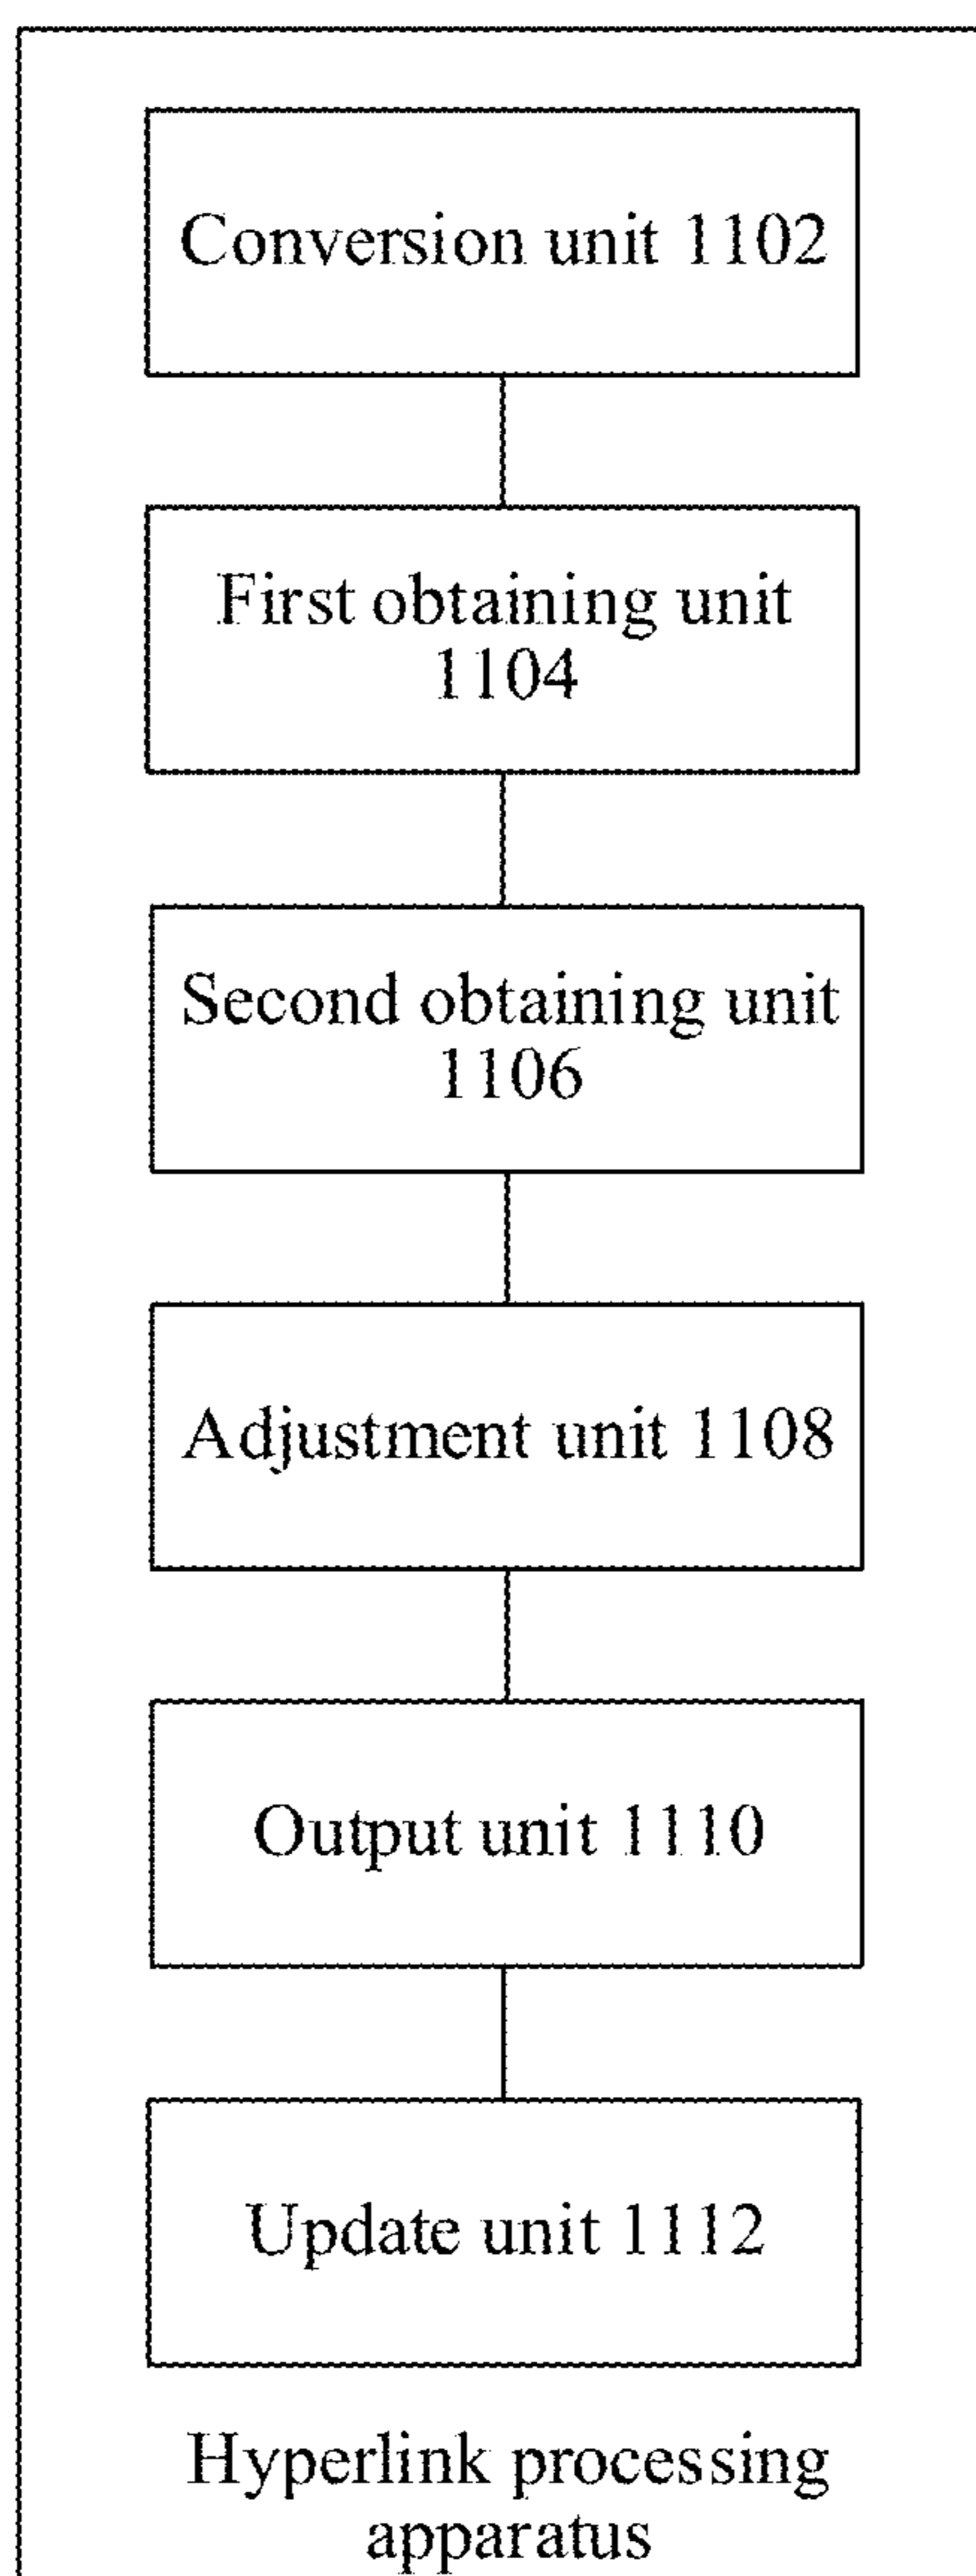 Conversion unit 1102
First obtaining unit
1104
Second obtaining unit
1106
Adjustment unit 1108
Output unit 1110
Update unit 1112
Hyperlink processing
apparatus